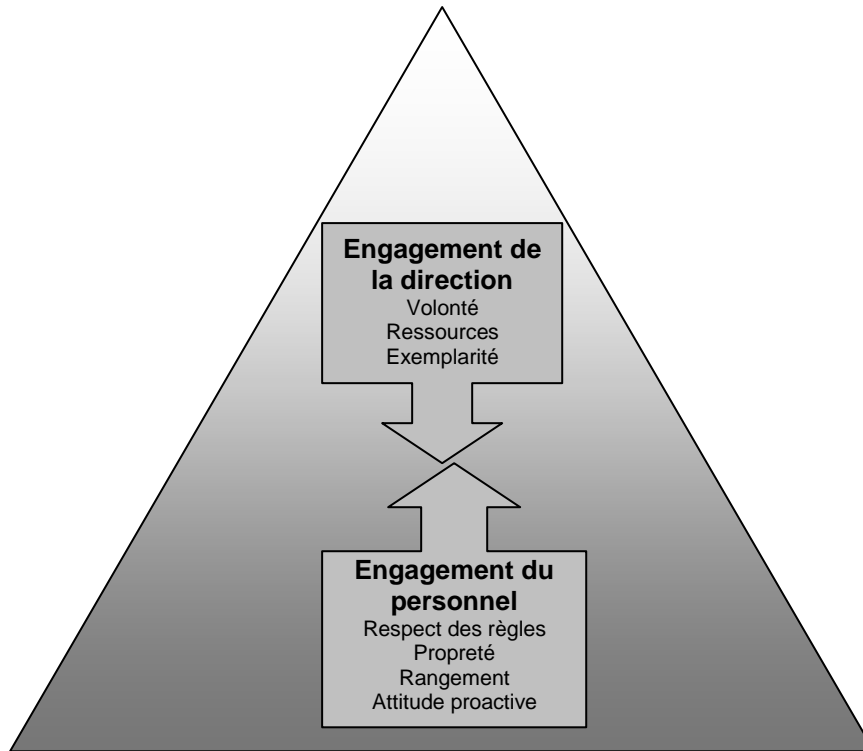 Engagement de
la direction
Volonté
Ressources
Exemplarité
Engagement du
personnel
Respect des règles
Propreté
Rangement
Attitude proactive